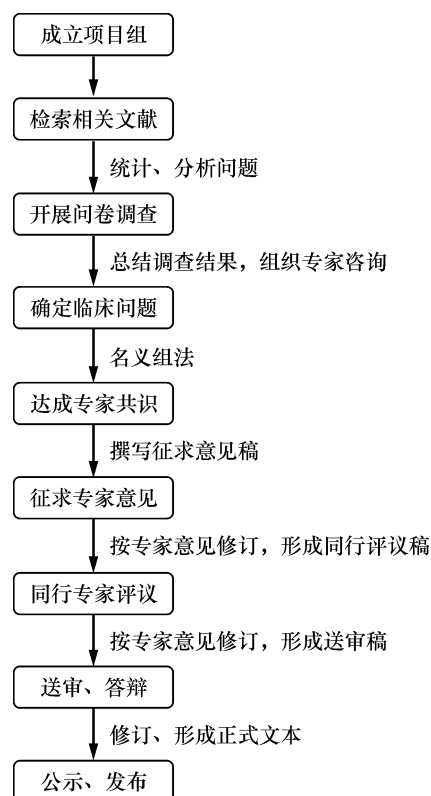 成立项目组
检索相关文献
统计、分析问题
开展问卷调查
总结调查结果，组织专家咨询
确定临床问题
名义组法
达成专家共识
撰写征求意见稿
征求专家意见
按专家意见修订，形成同行评议稿
同行专家评议
按专家意见修订，形成送审稿
送审、答辩
修订、形成正式文本
公示、发布